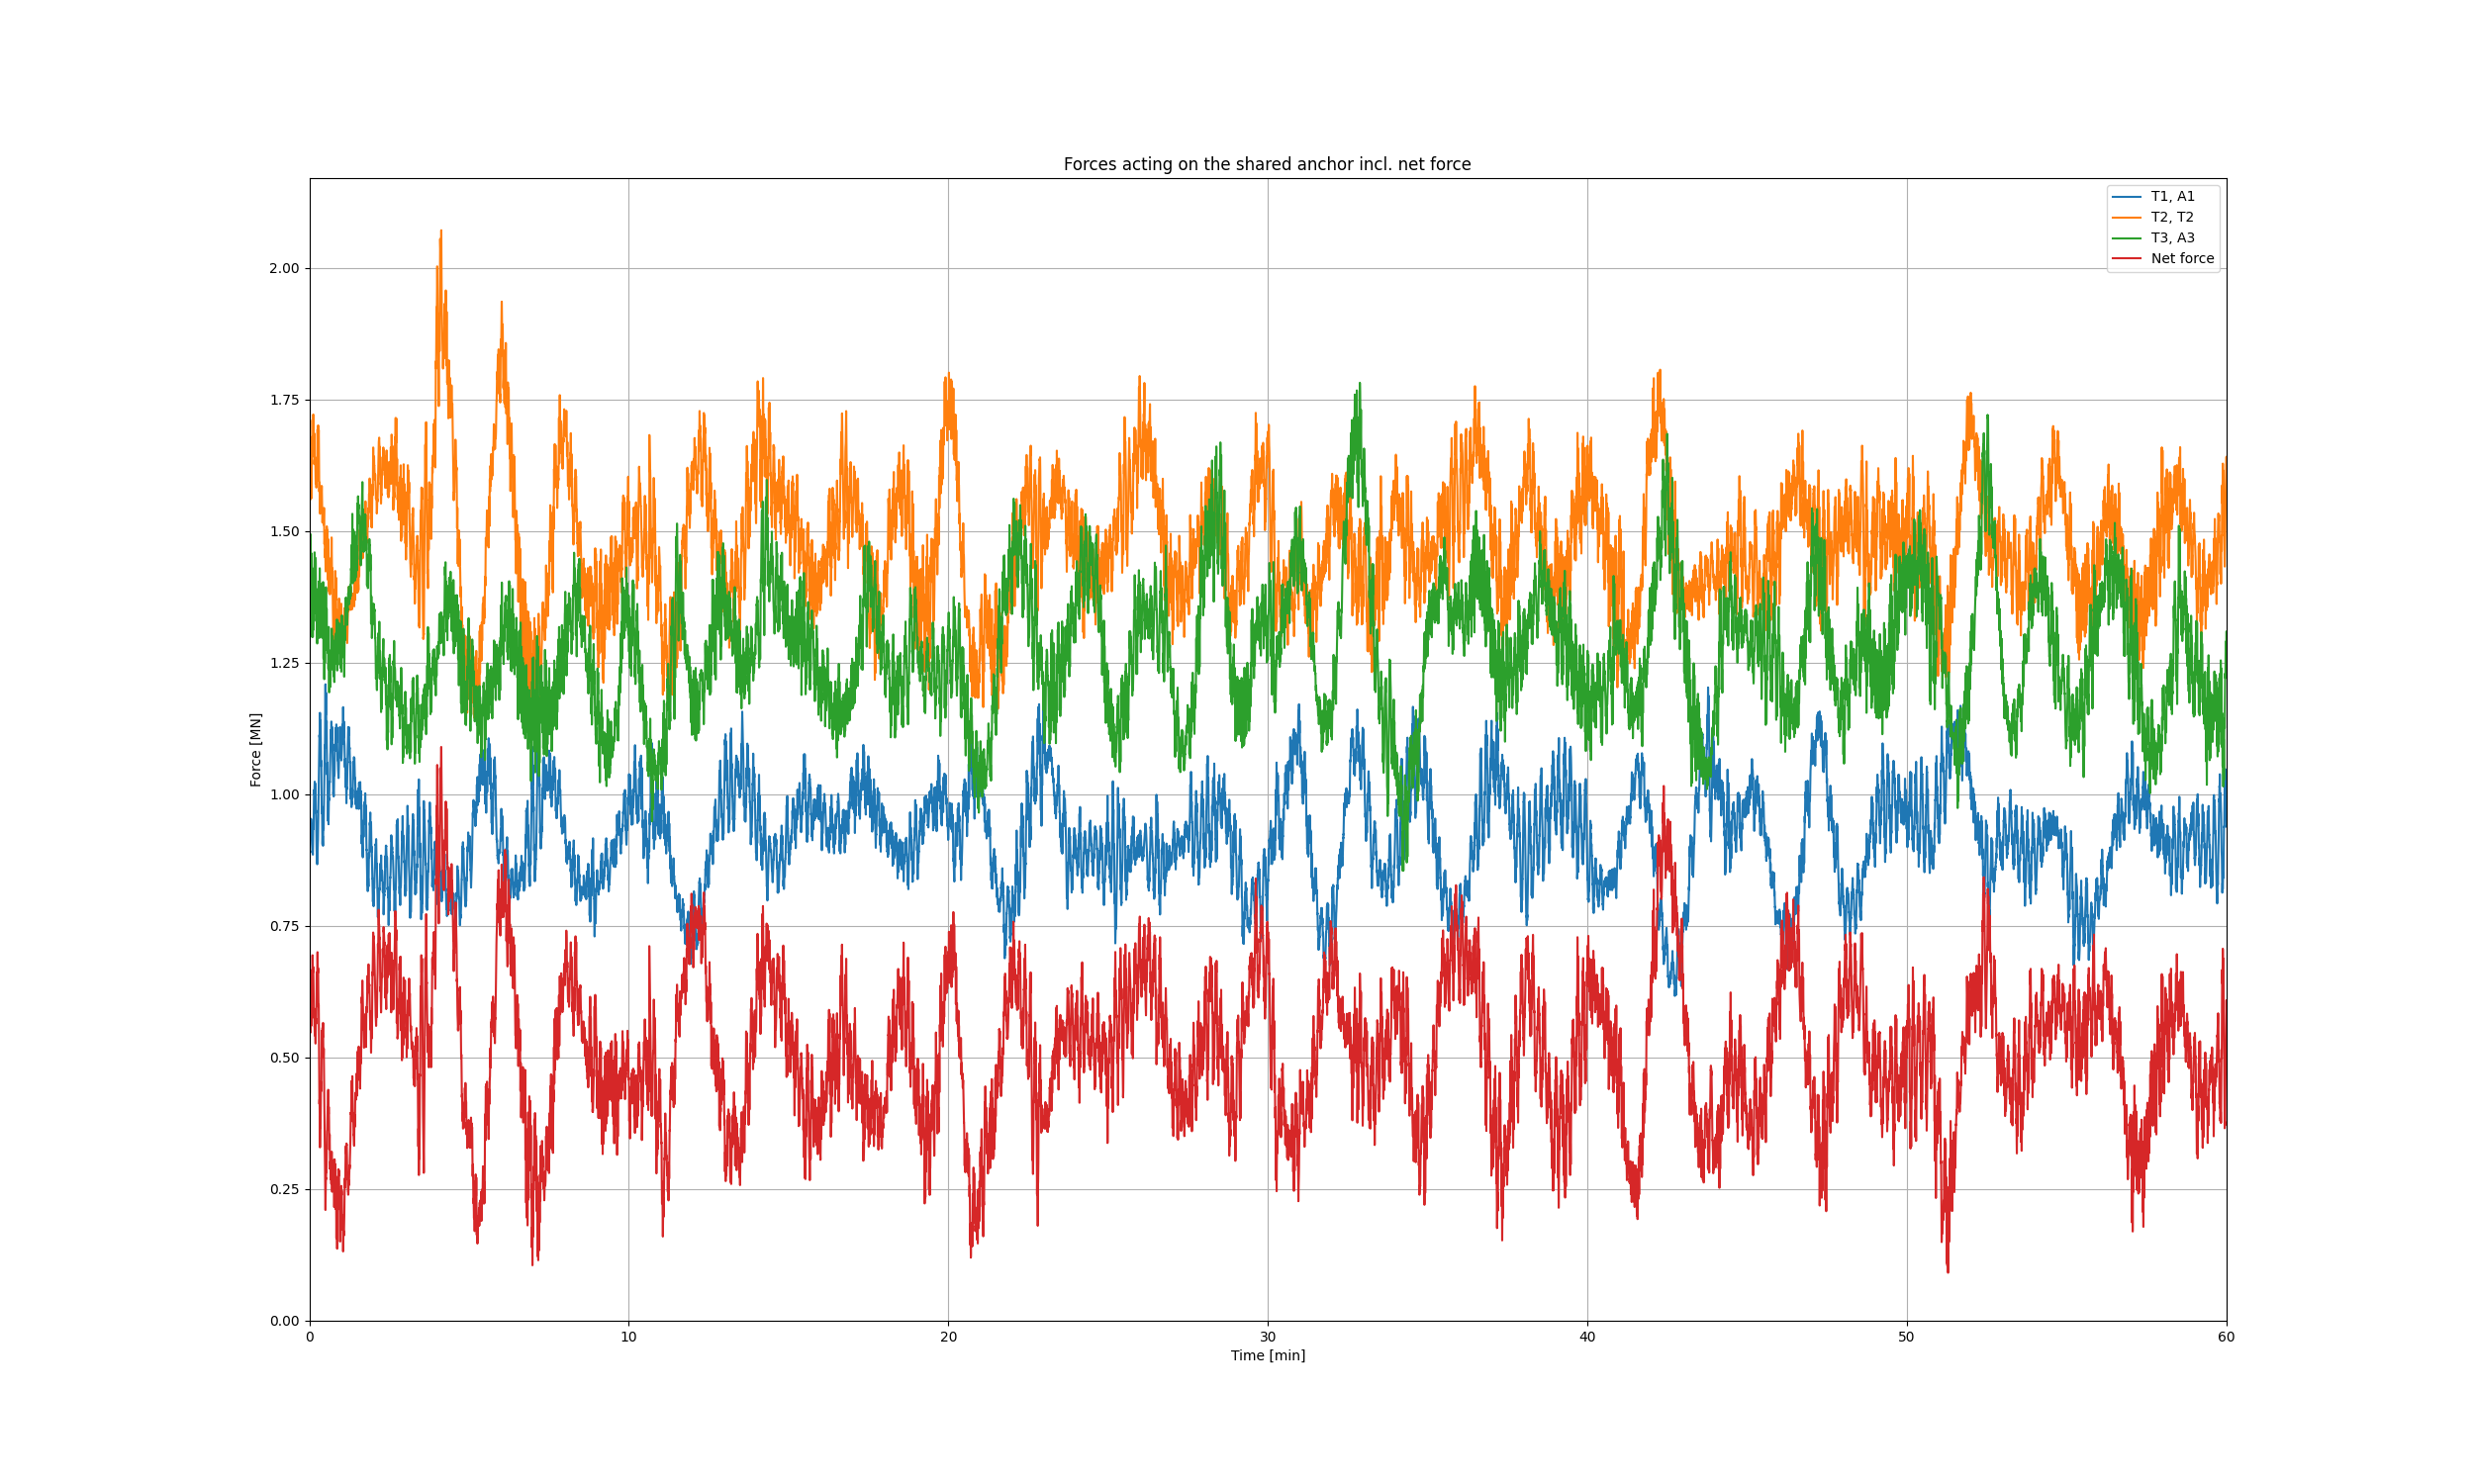 Forces acting on the shared anchor incl. net force
T1, A1
T2, T2
T3, A3
Net force
2.00
1.75
1.50
1.25
1.00
0.75
0.50
0.25
0.00
Force [MN]
0 10 20 30 40 50 60
Time [min]